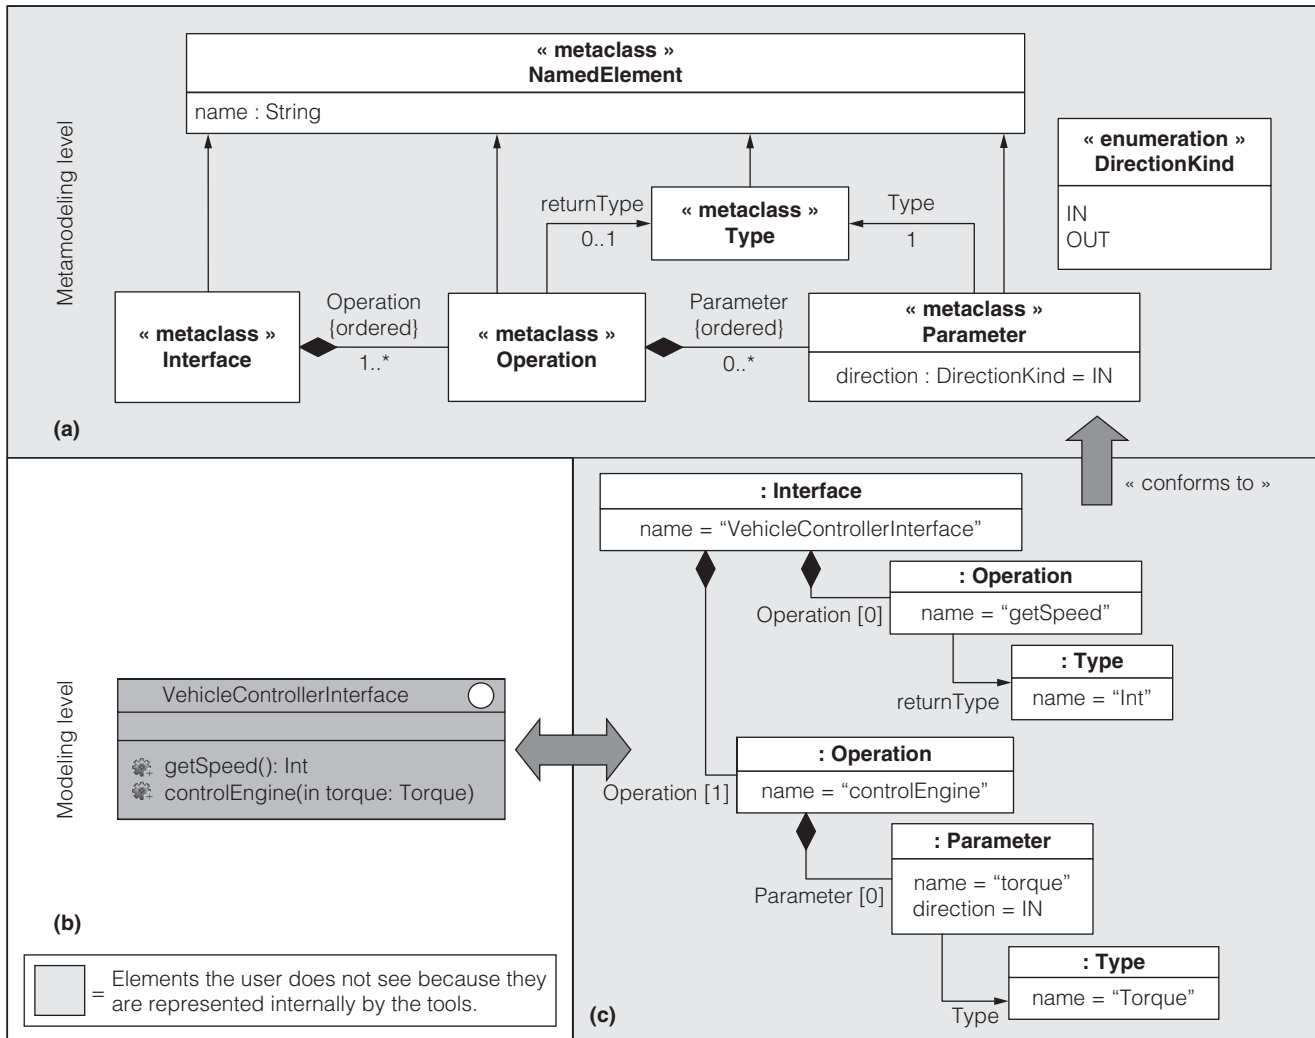 Metamodeling level
« metaclass »
NamedElement
name : String
« enumeration »
DirectionKind
IN
OUT
returnType
0..1
« metaclass »
Type
Type
1
« metaclass »
Interface
Operation
{ordered}
1..*
« metaclass »
Operation
Parameter
{ordered}
0..*
« metaclass »
Parameter
direction : DirectionKind = IN
(a)
« conforms to »
Modeling level
VehicleControllerInterface
getSpeed(): Int
controlEngine(in torque: Torque)
(b)
= Elements the user does not see because they
are represented internally by the tools.
: Interface
name = “VehicleControllerInterface”
Operation [0]
: Operation
name = “getSpeed”
returnType
: Type
name = “Int”
Operation [1]
: Operation
name = “controlEngine”
Parameter [0]
: Parameter
name = “torque”
direction = IN
Type
: Type
name = “Torque”
(c)